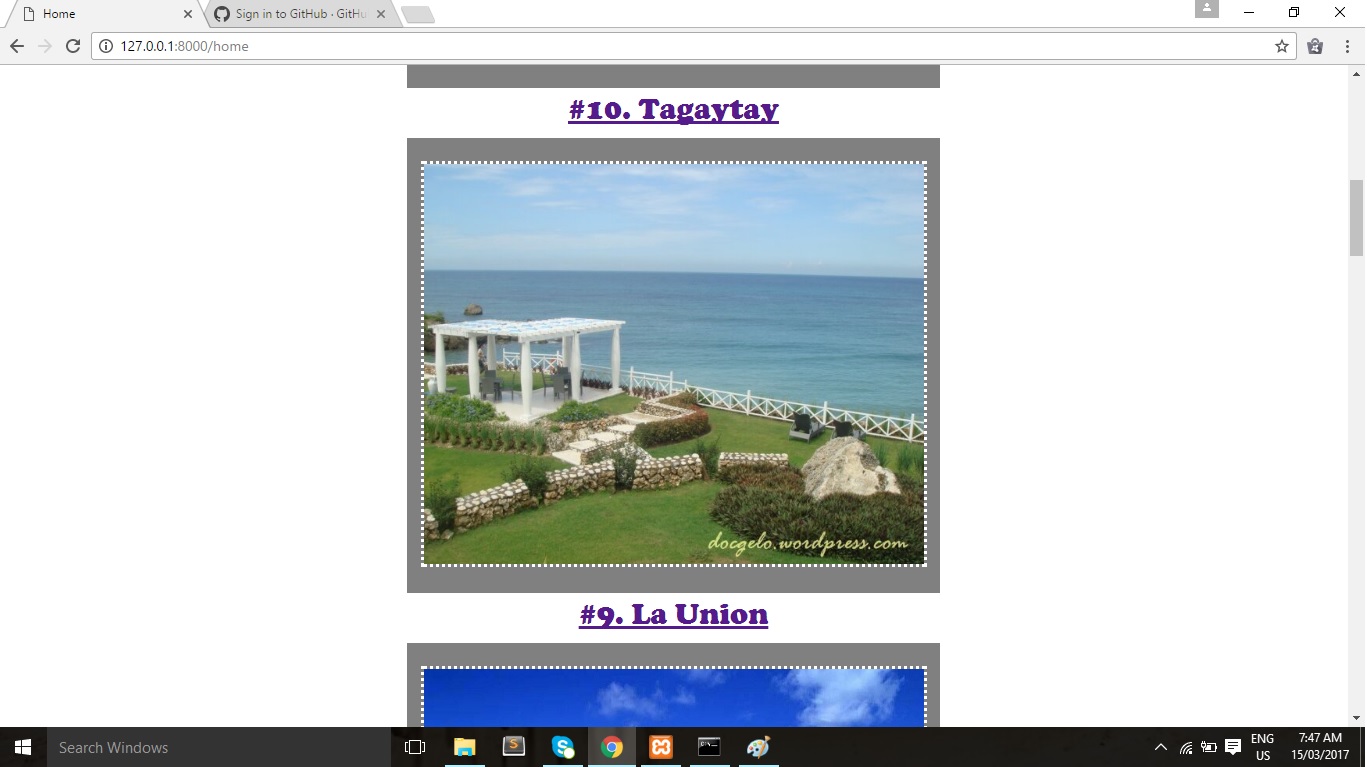 Home
Sign in to GitHub · GitHu
127.0.0.1:8000/home
#10. Tagaytay
docgelo.wordpress.com
#9. La Union
Search Windows
ENG
US
7:47 AM
15/03/2017